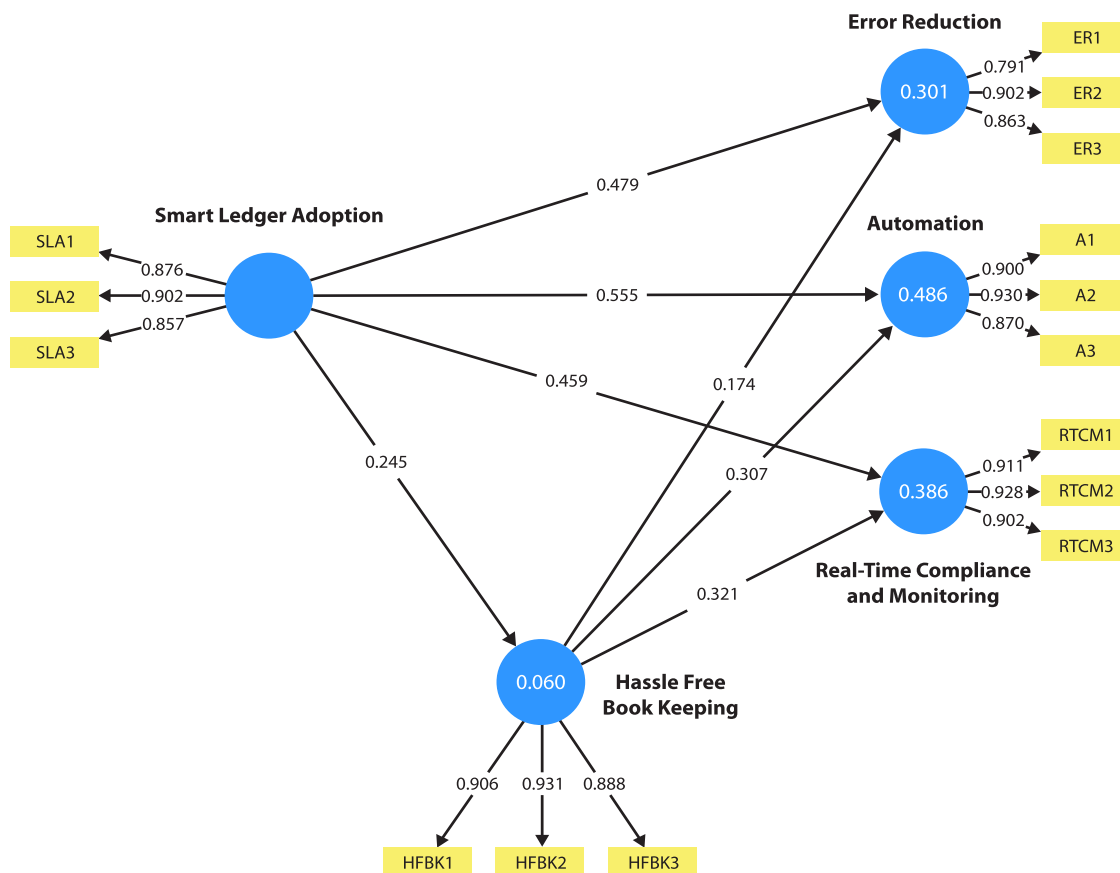 Error Reduction
ER1
0.791
0.301
0.902
ER2
0.863
ER3
0.479
Smart Ledger Adoption
SLA1
0.876
SLA2
0.902
0.857
SLA3
0.555
Automation
A1
0.900
0.486
0.930
A2
0.870
A3
0.459
0.174
0.245
0.307
RTCM1
0.911
0.386
0.928
RTCM2
0.902
RTCM3
Real-Time Compliance
and Monitoring
0.321
0.060
Hassle Free
Book Keeping
0.906
0.931
0.888
HFBK1
HFBK2
HFBK3